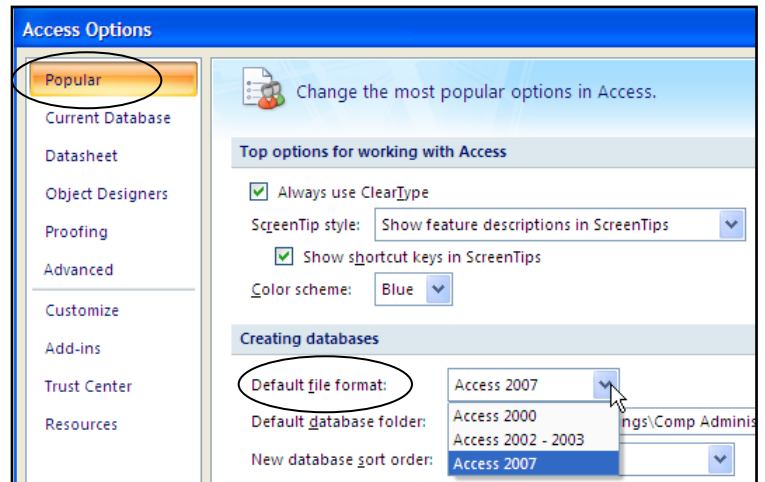 Access Options
Popular
Current Database
Datasheet
Object Designers
Proofing
Advanced
Customize
Add-ins
Trust Center
Resources
Change the most popular options in Access.
Top options for working with Access
Always use ClearType
ScreenTip style: Show feature descriptions in ScreenTips
Show shortcut keys in ScreenTips
Color scheme: Blue
Creating databases
Default file format: Access 2007
Access 2000
Access 2002 - 2003
Access 2007
Default database folder: ngs\Comp Adminis
New database sort order: